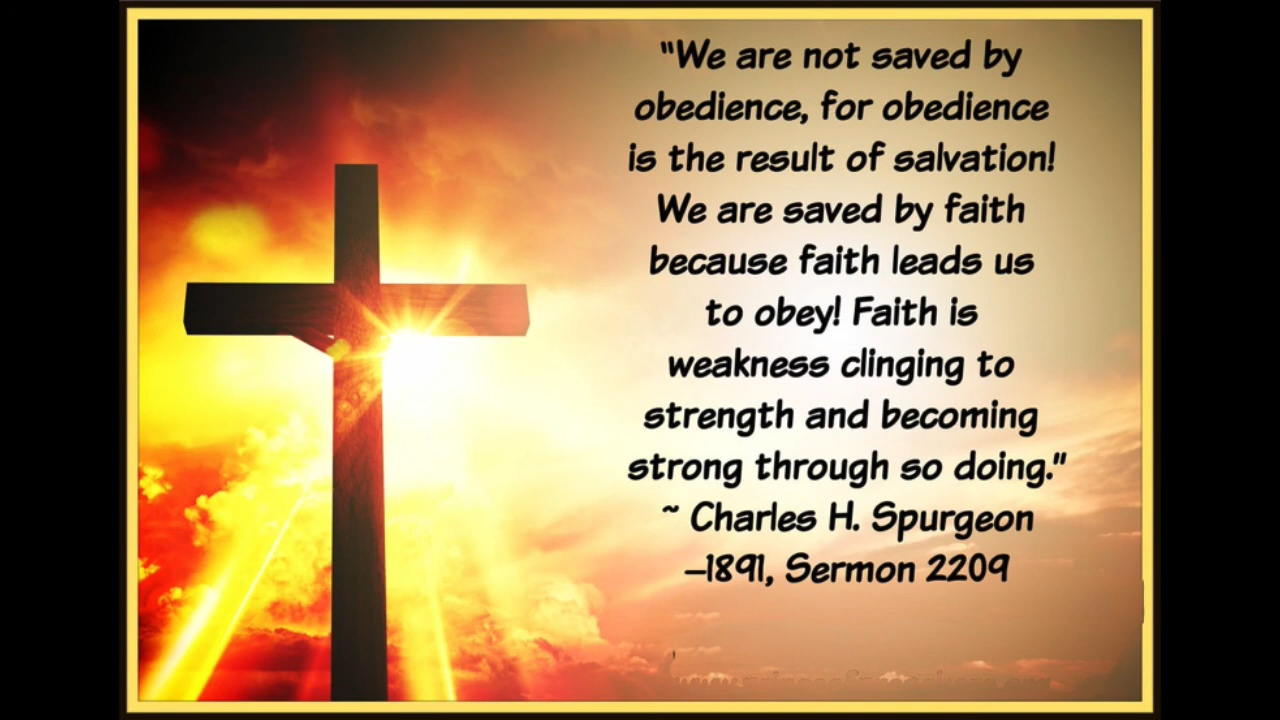 "We are not saved by
obedience, for obedience
is the result of salvation!
We are saved by faith
because faith leads us
to obey! Faith is
weakness clinging to
strength and becoming
strong through so doing."
~ Charles H. Spurgeon
–1891, Sermon 2209